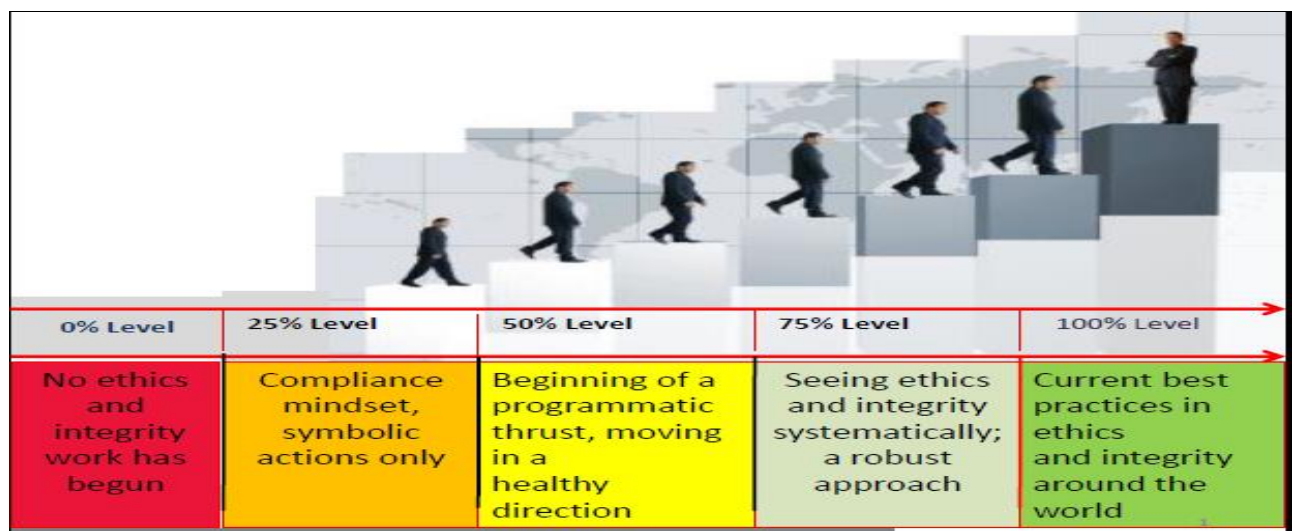 0% Level
25% Level
50% Level
75% Level
100% Level
No ethics
and
integrity
work has
begun
Compliance
mindset,
symbolic
actions only
Beginning of a
programmatic
thrust, moving
in a
healthy
direction
Seeing ethics
and integrity
systematically;
a robust
approach
Current best
practices in
ethics
and integrity
around the
world
1